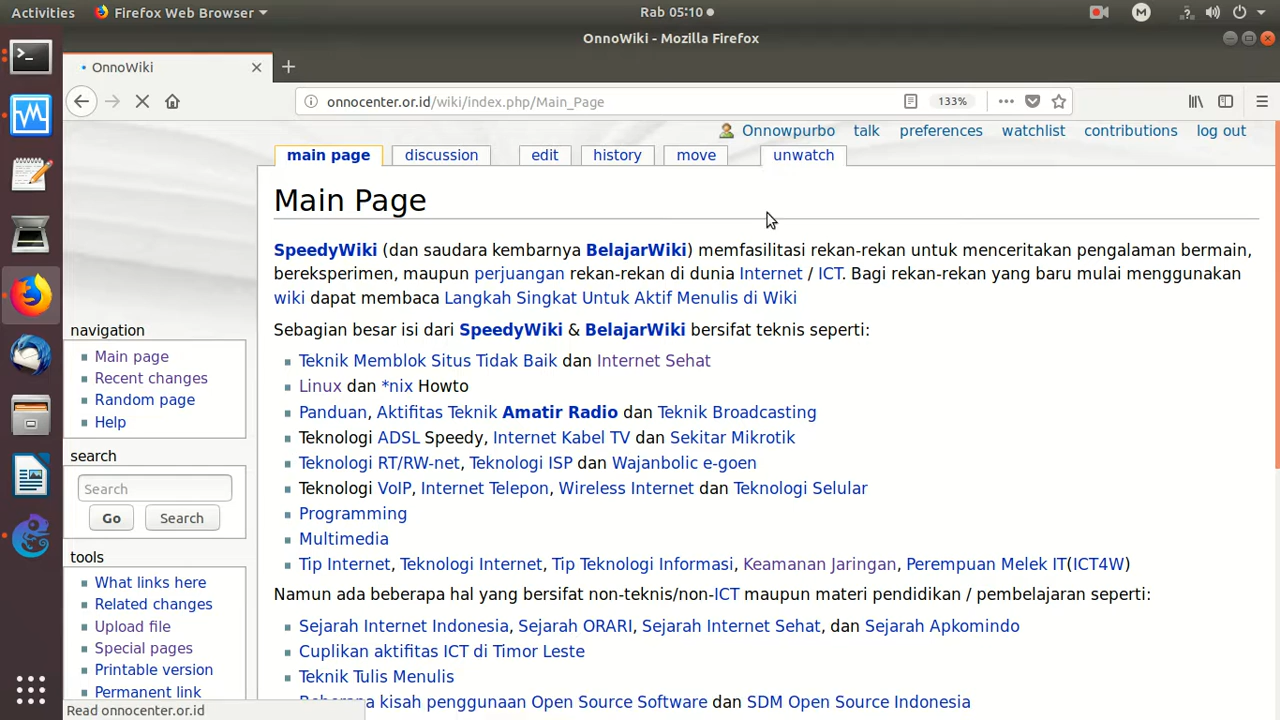 Activities Firefox Web Browser Rab 05:10
OnnoWiki - Mozilla Firefox
OnnoWiki
onnocenter.or.id/wiki/index.php/Main_Page 133%
Onnowpurbo talk preferences watchlist contributions log out
main page discussion edit history move unwatch
Main Page
SpeedyWiki (dan saudara kembarnya BelajarWiki) memfasilitasi rekan-rekan untuk menceritakan pengalaman bermain,
bereksperimen, maupun perjuangan rekan-rekan di dunia Internet / ICT. Bagi rekan-rekan yang baru mulai menggunakan
wiki dapat membaca Langkah Singkat Untuk Aktif Menulis di Wiki
Sebagian besar isi dari SpeedyWiki & BelajarWiki bersifat teknis seperti:
Teknik Memblok Situs Tidak Baik dan Internet Sehat
Linux dan *nix Howto
Panduan, Aktifitas Teknik Amatir Radio dan Teknik Broadcasting
Teknologi ADSL Speedy, Internet Kabel TV dan Sekitar Mikrotik
Teknologi RT/RW-net, Teknologi ISP dan Wajanbolic e-goen
Teknologi VoIP, Internet Telepon, Wireless Internet dan Teknologi Selular
Programming
Multimedia
Tip Internet, Teknologi Internet, Tip Teknologi Informasi, Keamanan Jaringan, Perempuan Melek IT(ICT4W)
Namun ada beberapa hal yang bersifat non-teknis/non-ICT maupun materi pendidikan / pembelajaran seperti:
Sejarah Internet Indonesia, Sejarah ORARI, Sejarah Internet Sehat, dan Sejarah Apkomindo
Cuplikan aktifitas ICT di Timor Leste
Teknik Tulis Menulis
Beberapa kisah penggunaan Open Source Software dan SDM Open Source Indonesia
navigation
Main page
Recent changes
Random page
Help
search
Search
Go Search
tools
What links here
Related changes
Upload file
Special pages
Printable version
Permanent link
Read onnocenter.or.id